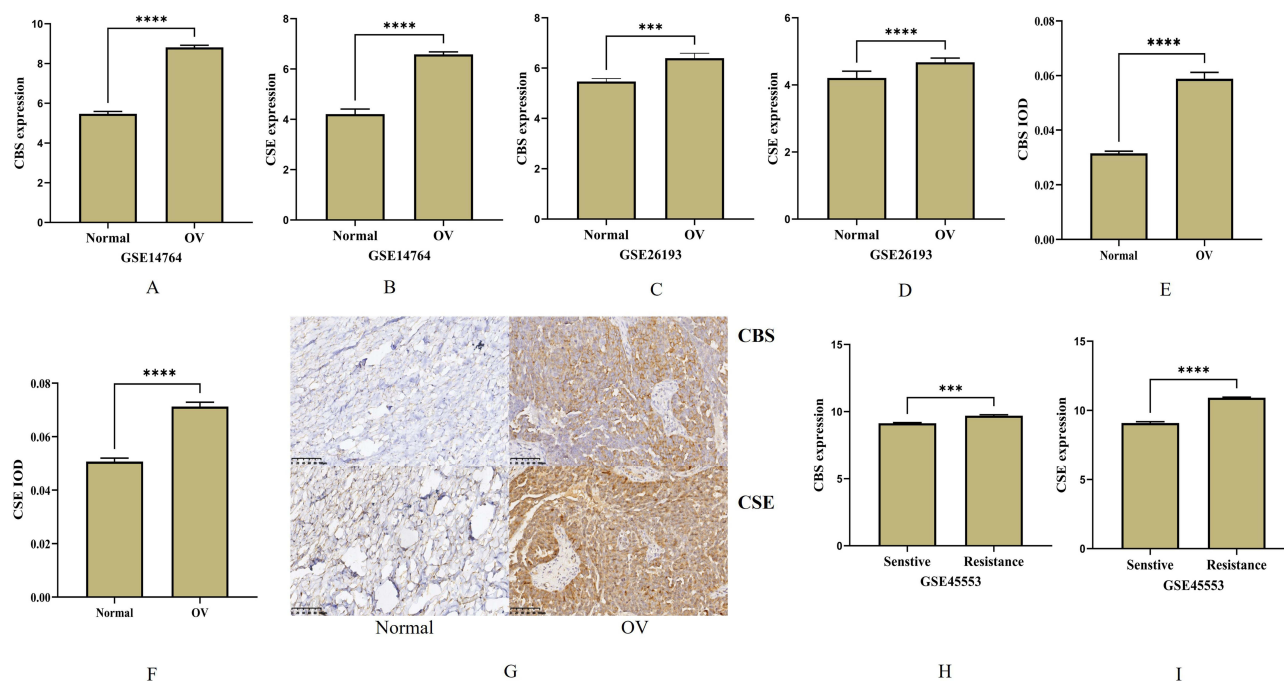 ****
CBS expression
10
8
6
4
2
0
Normal OV
GSE14764
A
****
CSE expression
8
6
4
2
0
Normal OV
GSE14764
B
***
CBS expression
8
6
4
2
0
Normal OV
GSE26193
C
****
CSE expression
6
4
2
0
Normal OV
GSE26193
D
****
CBS IOD
0.08
0.06
0.04
0.02
0.00
Normal OV
E
****
CSE IOD
0.08
0.06
0.04
0.02
0.00
Normal OV
F
CBS
CSE
Normal OV
G
***
CBS expression
15
10
5
0
Senstive Resistance
GSE45553
H
****
CSE expression
15
10
5
0
Senstive Resistance
GSE45553
I